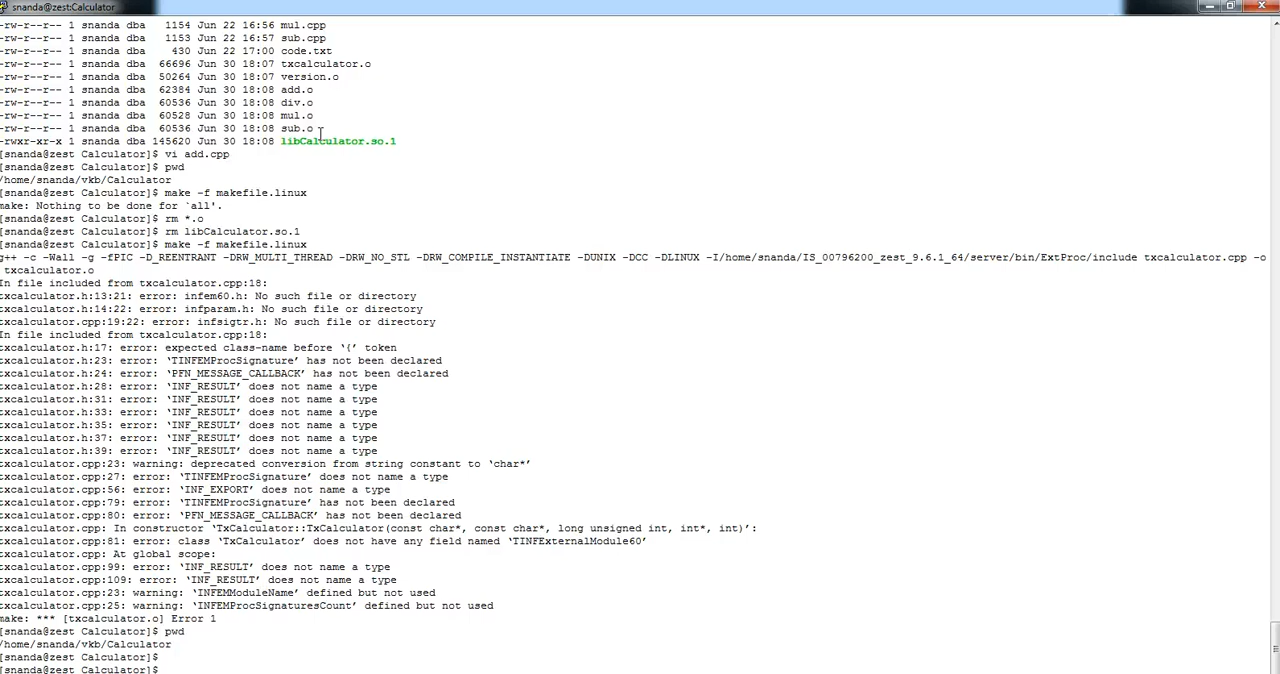 snanda@zest:Calculator
-rw-r--r-- 1 snanda dba 1154 Jun 22 16:56 mul.cpp
-rw-r--r-- 1 snanda dba 1153 Jun 22 16:57 sub.cpp
-rw-r--r-- 1 snanda dba 430 Jun 22 17:00 code.txt
-rw-r--r-- 1 snanda dba 66696 Jun 30 18:07 txcalculator.o
-rw-r--r-- 1 snanda dba 50264 Jun 30 18:07 version.o
-rw-r--r-- 1 snanda dba 62384 Jun 30 18:08 add.o
-rw-r--r-- 1 snanda dba 60536 Jun 30 18:08 div.o
-rw-r--r-- 1 snanda dba 60528 Jun 30 18:08 mul.o
-rw-r--r-- 1 snanda dba 60536 Jun 30 18:08 sub.o
-rwxr-xr-x 1 snanda dba 145620 Jun 30 18:08 libCalculator.so.1
[snanda@zest Calculator]$ vi add.cpp
[snanda@zest Calculator]$ pwd
/home/snanda/vkb/Calculator
[snanda@zest Calculator]$ make -f makefile.linux
make: Nothing to be done for `all'.
[snanda@zest Calculator]$ rm *.o
[snanda@zest Calculator]$ rm libCalculator.so.1
[snanda@zest Calculator]$ make -f makefile.linux
g++ -c -Wall -g -fPIC -D_REENTRANT -DRW_MULTI_THREAD -DRW_NO_STL -DRW_COMPILE_INSTANTIATE -DUNIX -DCC -DLINUX -I/home/snanda/IS_00796200_zest_9.6.1_64/server/bin/ExtProc/include txcalculator.cpp -o
txcalculator.o
In file included from txcalculator.cpp:18:
txcalculator.h:13:21: error: infem60.h: No such file or directory
txcalculator.h:14:22: error: infparam.h: No such file or directory
txcalculator.cpp:19:22: error: infsigtr.h: No such file or directory
In file included from txcalculator.cpp:18:
txcalculator.h:17: error: expected class-name before ‘{’ token
txcalculator.h:23: error: ‘TINFEMProcSignature’ has not been declared
txcalculator.h:24: error: ‘PFN_MESSAGE_CALLBACK’ has not been declared
txcalculator.h:28: error: ‘INF_RESULT’ does not name a type
txcalculator.h:31: error: ‘INF_RESULT’ does not name a type
txcalculator.h:33: error: ‘INF_RESULT’ does not name a type
txcalculator.h:35: error: ‘INF_RESULT’ does not name a type
txcalculator.h:37: error: ‘INF_RESULT’ does not name a type
txcalculator.h:39: error: ‘INF_RESULT’ does not name a type
txcalculator.cpp:23: warning: deprecated conversion from string constant to ‘char*’
txcalculator.cpp:27: error: ‘TINFEMProcSignature’ does not name a type
txcalculator.cpp:56: error: ‘INF_EXPORT’ does not name a type
txcalculator.cpp:79: error: ‘TINFEMProcSignature’ has not been declared
txcalculator.cpp:80: error: ‘PFN_MESSAGE_CALLBACK’ has not been declared
txcalculator.cpp: In constructor ‘TxCalculator::TxCalculator(const char*, const char*, long unsigned int, int*, int)’:
txcalculator.cpp:81: error: class ‘TxCalculator’ does not have any field named ‘TINFExternalModule60’
txcalculator.cpp: At global scope:
txcalculator.cpp:99: error: ‘INF_RESULT’ does not name a type
txcalculator.cpp:109: error: ‘INF_RESULT’ does not name a type
txcalculator.cpp:23: warning: ‘INFEMModuleName’ defined but not used
txcalculator.cpp:25: warning: ‘INFEMProcSignaturesCount’ defined but not used
make: *** [txcalculator.o] Error 1
[snanda@zest Calculator]$ pwd
/home/snanda/vkb/Calculator
[snanda@zest Calculator]$
[snanda@zest Calculator]$